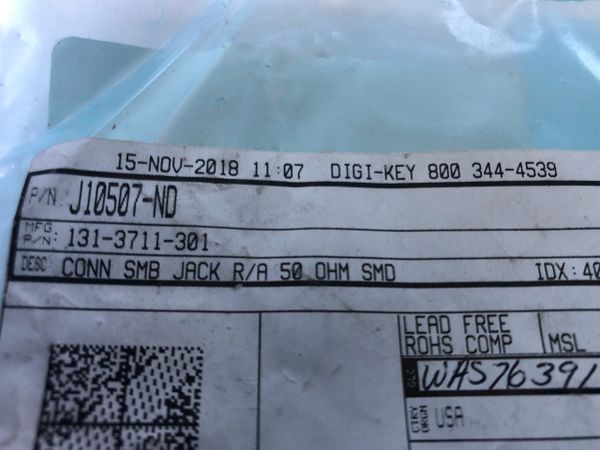 15-NOV-2018 11:07 DIGI-KEY 800 344-4539
P/N: J10507-ND
MFG P/N: 131-3711-301
DESC: CONN SMB JACK R/A 50 OHM SMD IDX: 40
LEAD FREE
ROHS COMP MSL
WHS76391
CTRY ORGN USA